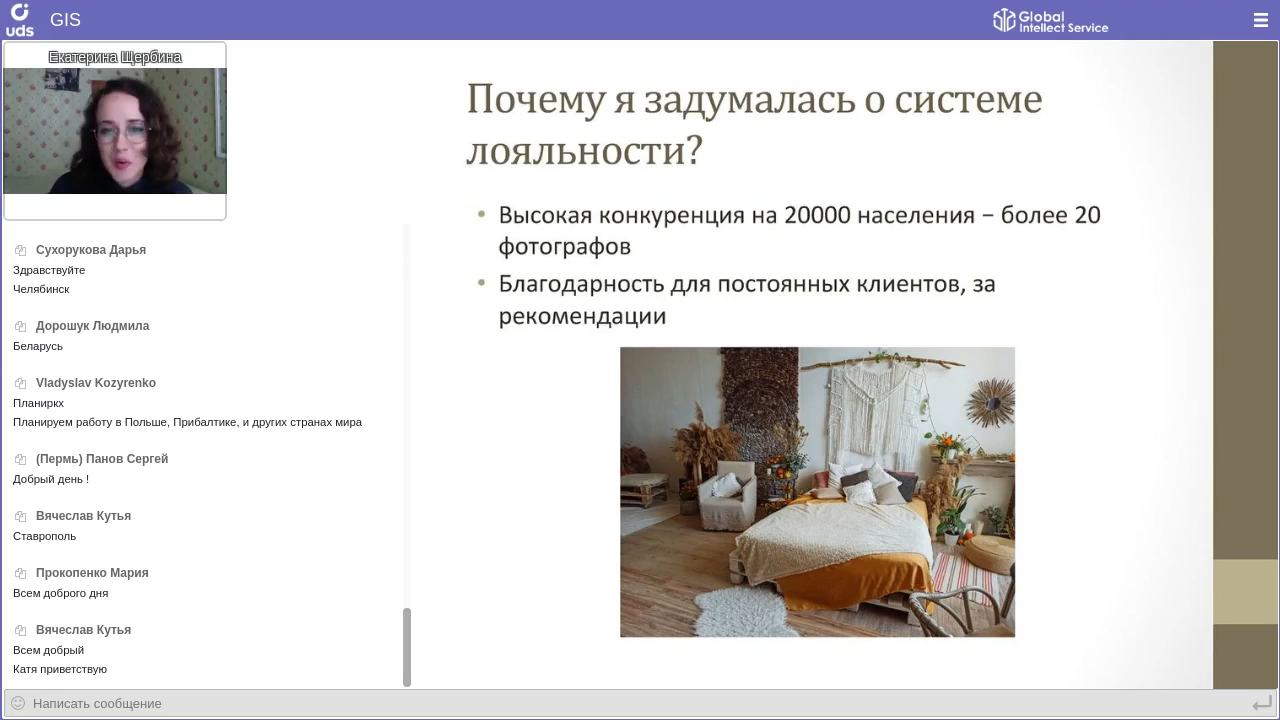 uds
GIS
Global
Intellect Service
Екатерина Щербина
Сухорукова Дарья
Здравствуйте
Челябинск
Дорошук Людмила
Беларусь
Vladyslav Kozyrenko
Планиркх
Планируем работу в Польше, Прибалтике, и других странах мира
(Пермь) Панов Сергей
Добрый день !
Вячеслав Кутья
Ставрополь
Прокопенко Мария
Всем доброго дня
Вячеслав Кутья
Всем добрый
Катя приветствую
Написать сообщение
Почему я задумалась о системе
лояльности?
• Высокая конкуренция на 20000 населения – более 20
фотографов
• Благодарность для постоянных клиентов, за
рекомендации